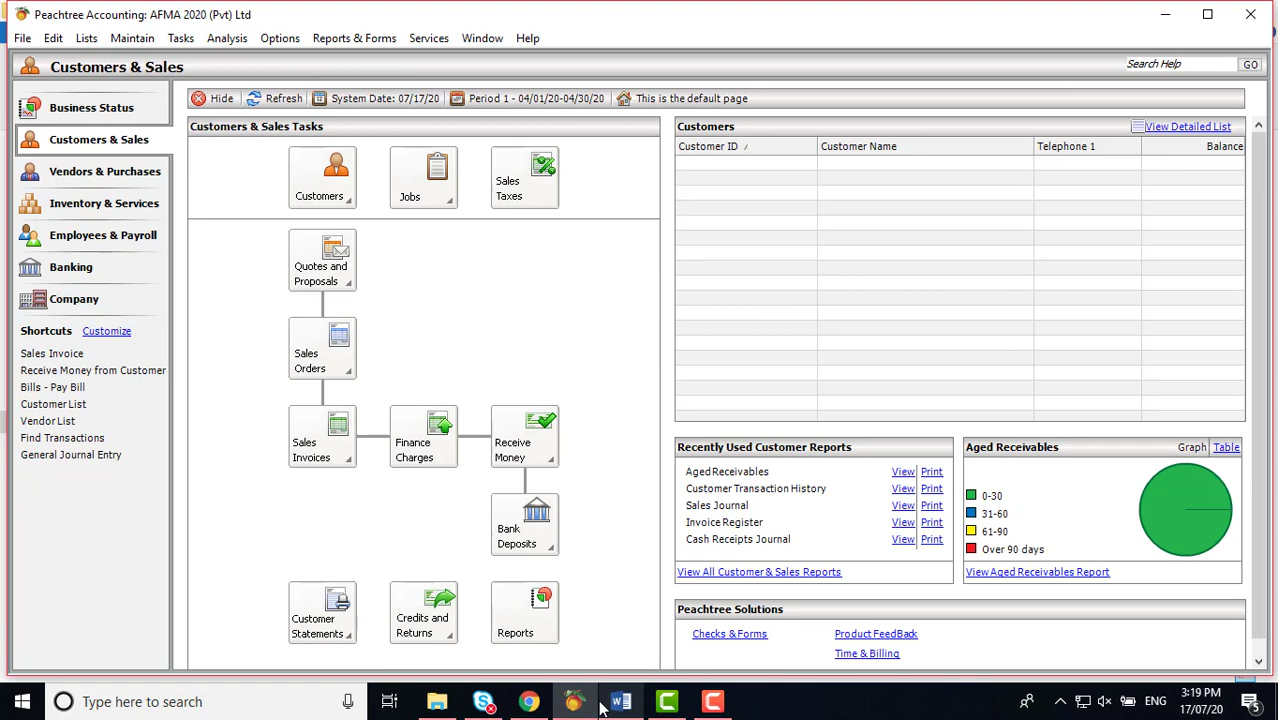 Peachtree Accounting: AFMA 2020 (Pvt) Ltd
File Edit Lists Maintain Tasks Analysis Options Reports & Forms Services Window Help
Customers & Sales
Search Help GO
Business Status
Customers & Sales
Vendors & Purchases
Inventory & Services
Employees & Payroll
Banking
Company
Shortcuts Customize
Sales Invoice
Receive Money from Customer
Bills - Pay Bill
Customer List
Vendor List
Find Transactions
General Journal Entry
Hide Refresh System Date: 07/17/20 Period 1 - 04/01/20-04/30/20 This is the default page
Customers & Sales Tasks
Customers
Jobs
Sales
Taxes
Quotes and
Proposals
Sales
Orders
Sales
Invoices
Finance
Charges
Receive
Money
Bank
Deposits
Customer
Statements
Credits and
Returns
Reports
Customers View Detailed List
Customer ID / Customer Name Telephone 1 Balance
Recently Used Customer Reports
Aged Receivables View Print
Customer Transaction History View Print
Sales Journal View Print
Invoice Register View Print
Cash Receipts Journal View Print
View All Customer & Sales Reports
Aged Receivables Graph Table
0-30
31-60
61-90
Over 90 days
View Aged Receivables Report
Peachtree Solutions
Checks & Forms Product FeedBack
Time & Billing
Type here to search
ENG
3:19 PM
17/07/20
5